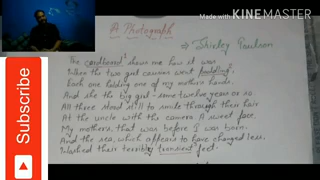 A Photograph
Made with KINEMASTER
⇒ Shirley Toulson
The cardboard¹ shows me how it was
When the two girl cousins went paddling²
Each one holding one of my mother's hands,
And she the big girl - some twelve years or so.
All three stood still to smile through their hair
At the uncle with the camera. A sweet face,
My mother's, that was before I was born.
And the sea, which appears to have changed less.
Washed their terribly transient feet.
Subscribe